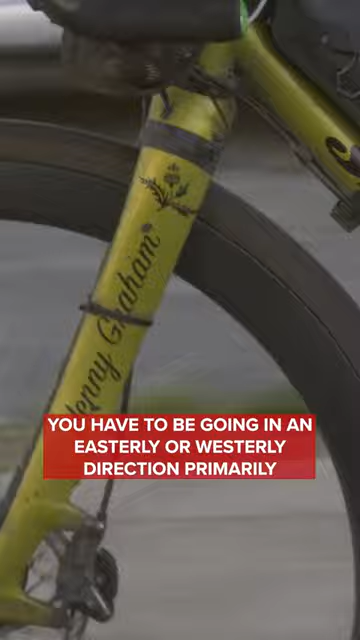 Jenny Graham
YOU HAVE TO BE GOING IN AN
EASTERLY OR WESTERLY
DIRECTION PRIMARILY